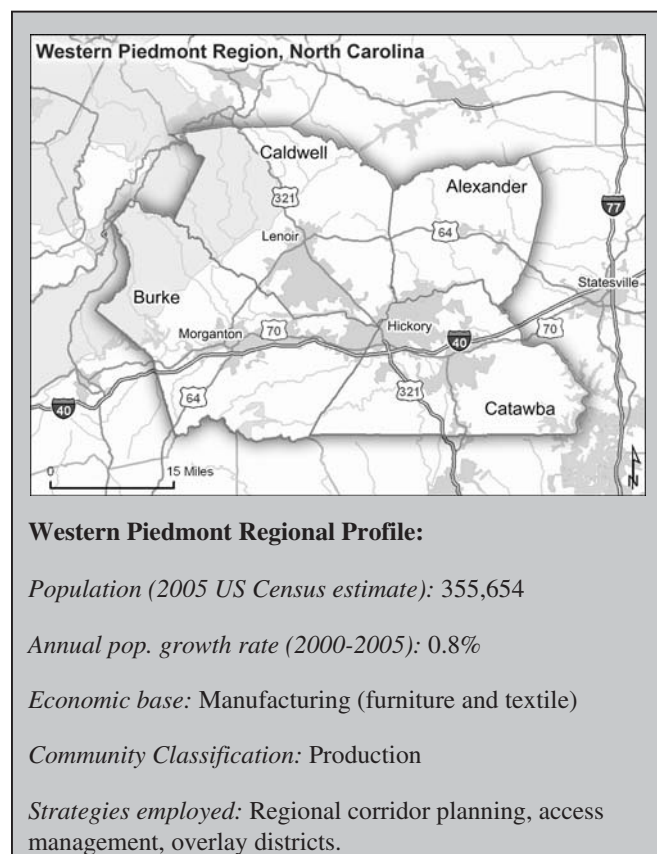 Western Piedmont Region, North Carolina
Caldwell
Alexander
321
77
Lenoir
64
Statesville
Burke
Morganton
70
Hickory
40
70
64
321
40
Catawba
0
15 Miles
N
Western Piedmont Regional Profile:
Population (2005 US Census estimate): 355,654
Annual pop. growth rate (2000-2005): 0.8%
Economic base: Manufacturing (furniture and textile)
Community Classification: Production
Strategies employed: Regional corridor planning, access
management, overlay districts.